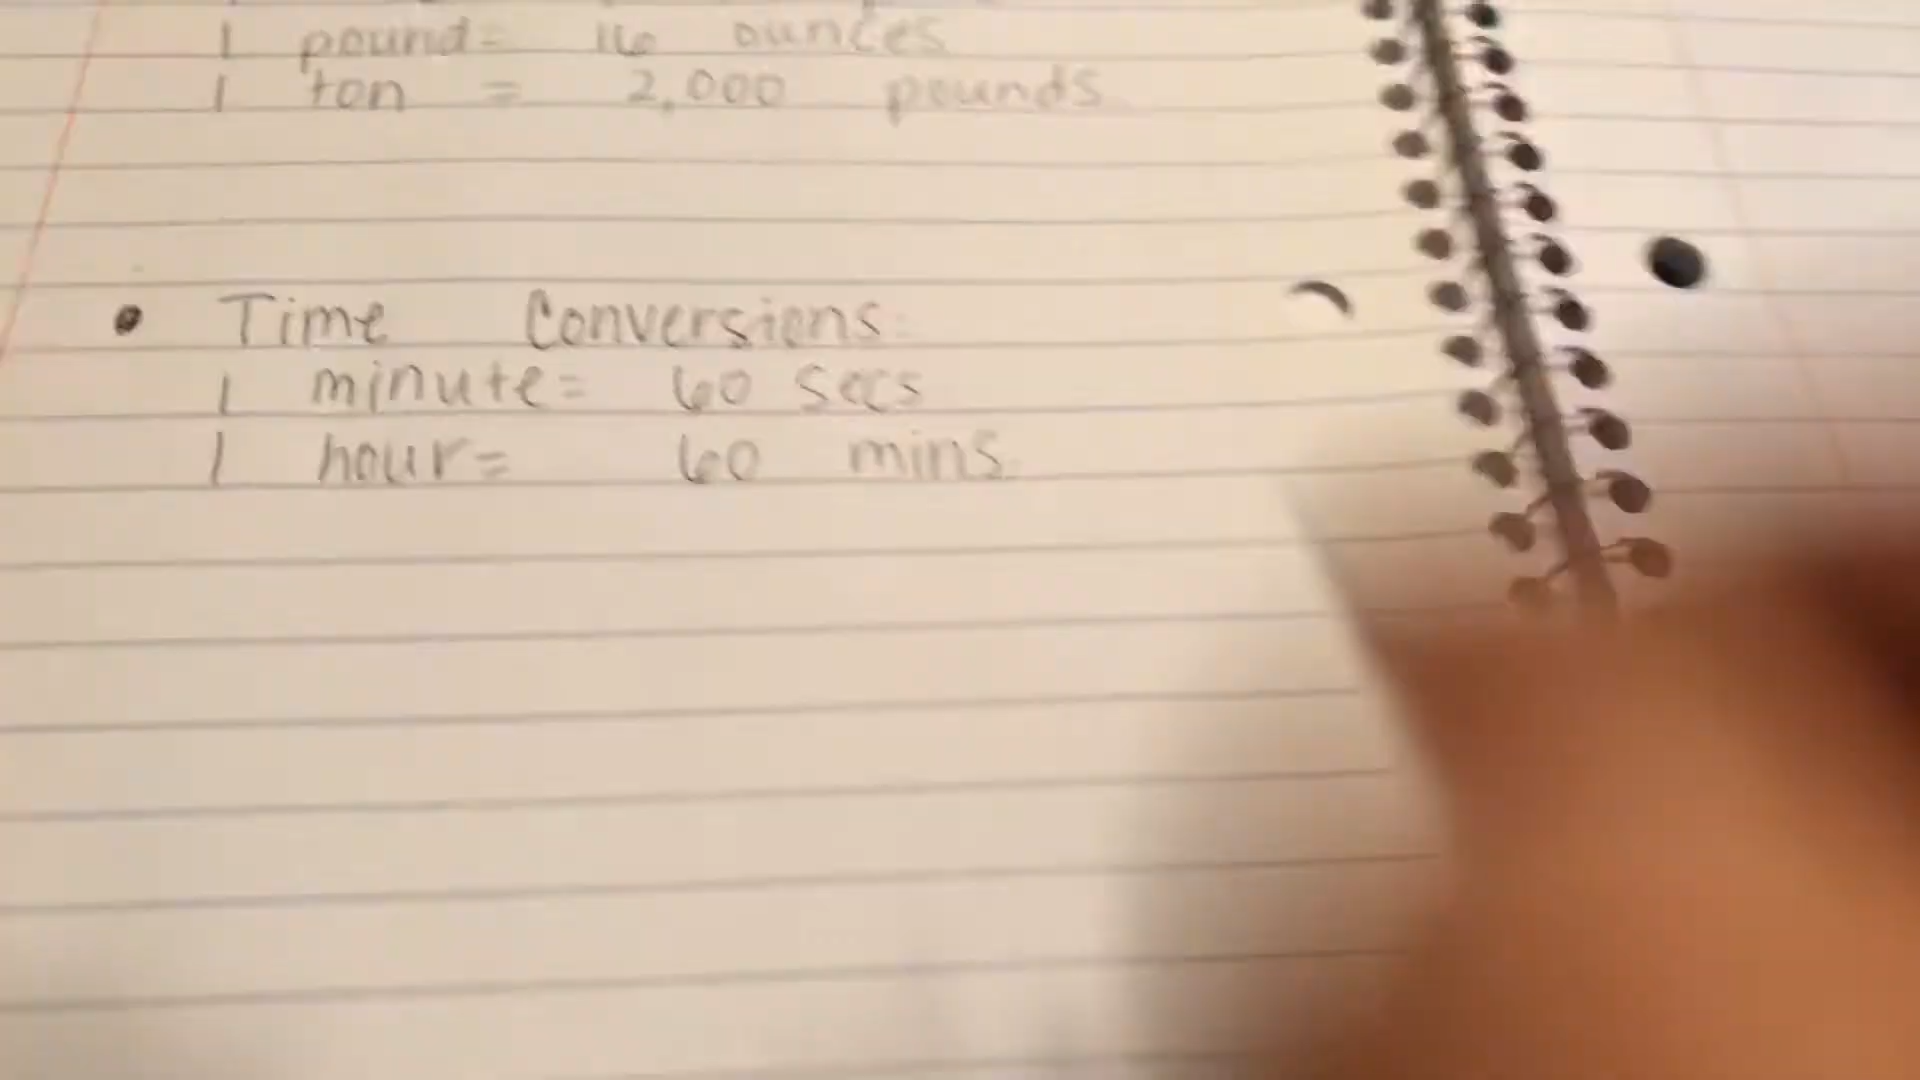 1 pound = 16 ounces
1 ton = 2,000 pounds
• Time Conversions:
1 minute = 60 secs
1 hour = 60 mins